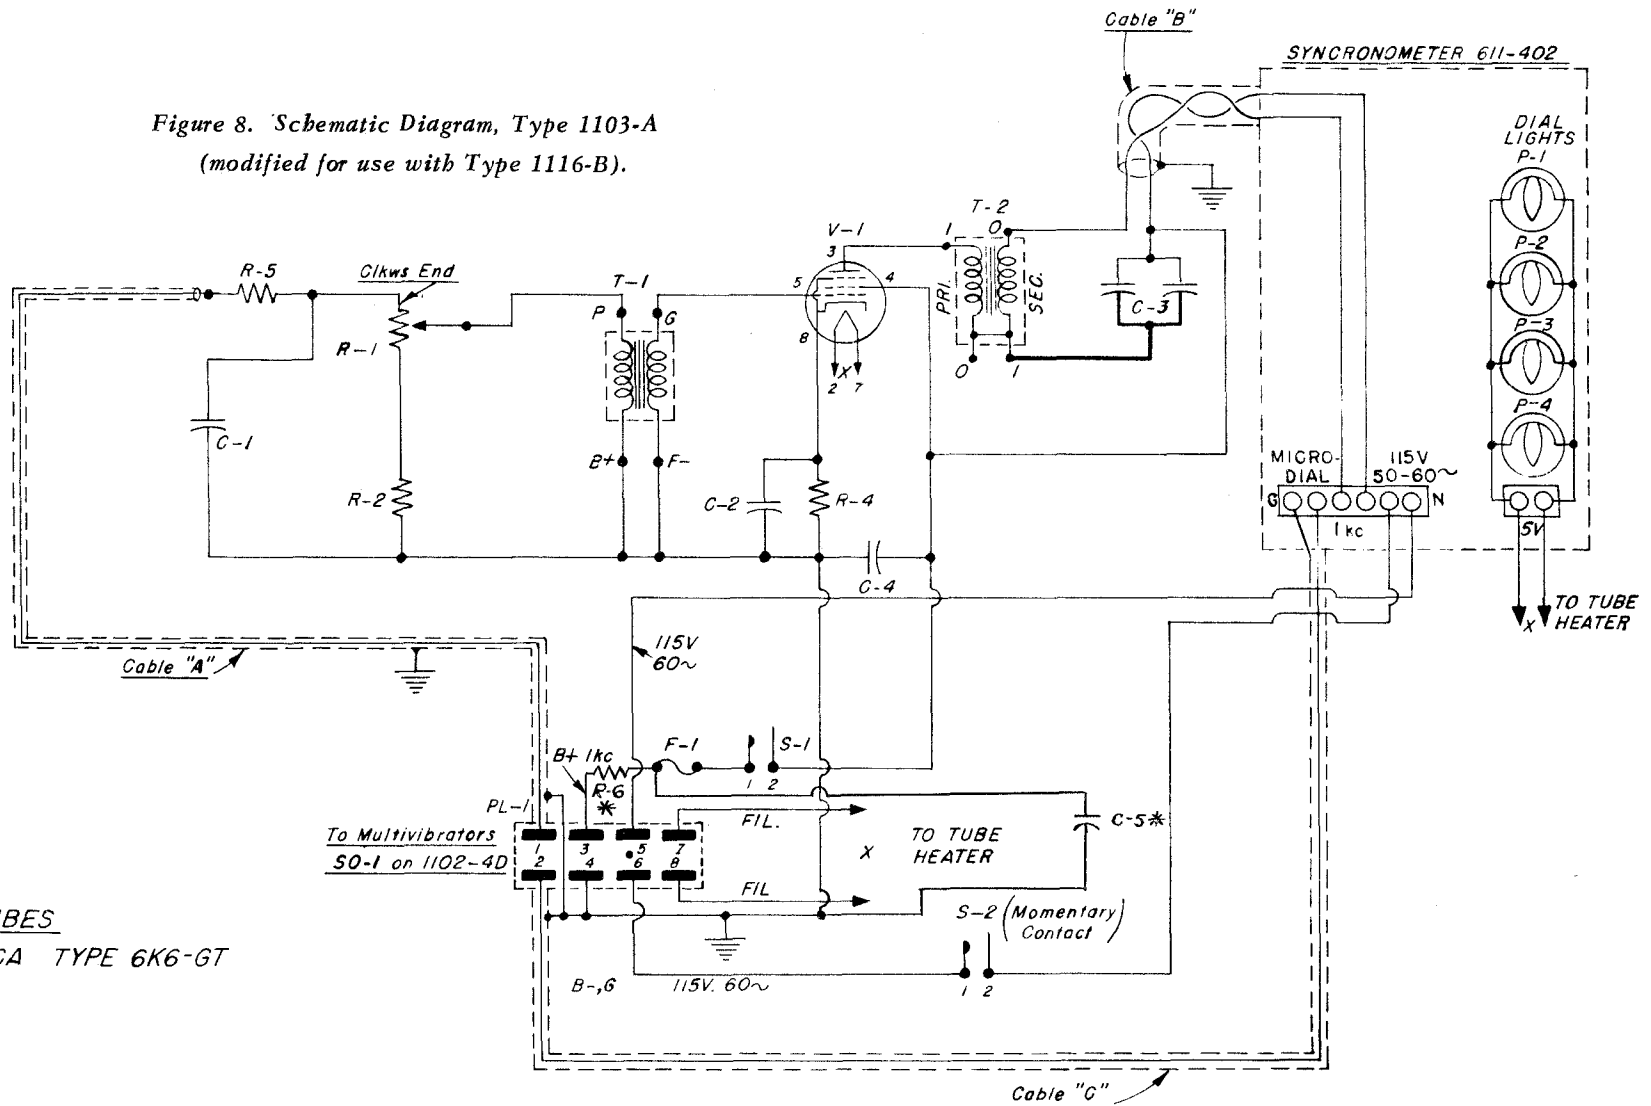 Cable "B"
SYNCRONOMETER 611-402
Figure 8. Schematic Diagram, Type 1103-A
(modified for use with Type 1116-B).
DIAL
LIGHTS
P-1
P-2
P-3
P-4
T-2
O
1
PRI.
SEC.
O
1
C-3
V-1
3
5
4
8
2
X
7
R-5
Clkws End
R-1
T-1
P
G
B+
F-
C-1
R-2
C-2
R-4
C-4
MICRO-
DIAL
115V
50-60~
G
N
1 kc
5V
X
TO TUBE
HEATER
Cable "A"
115V
60~
B+ 1kc
F-1
S-1
1
2
R-6
*
PL-1
To Multivibrators
SO-1 on 1102-4D
1
3
5
7
2
4
6
8
FIL.
X
TO TUBE
HEATER
C-5*
FIL
S-2 (Momentary
Contact)
1
2
B-,G
115V. 60~
TYPE 6K6-GT
Cable "C"